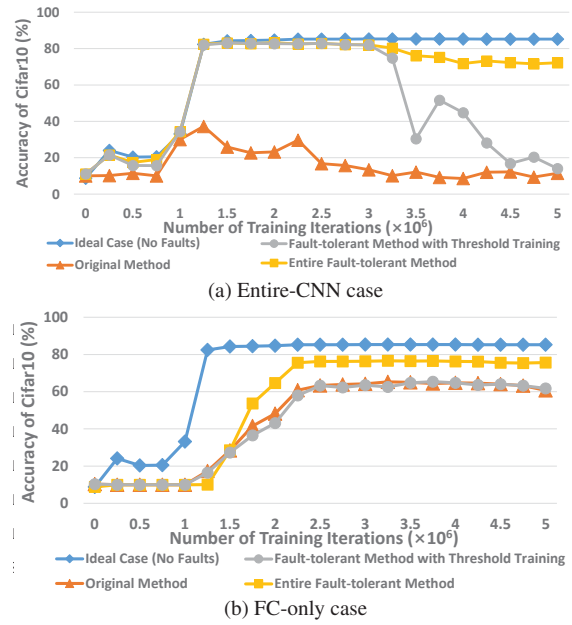 Accuracy of Cifar10 (%)
100
80
60
40
20
0
0 0.5 1 1.5 2 2.5 3 3.5 4 4.5 5
Number of Training Iterations (×10⁶)
Ideal Case (No Faults) Fault-tolerant Method with Threshold Training
Original Method Entire Fault-tolerant Method
(a) Entire-CNN case
Accuracy of Cifar10 (%)
100
80
60
40
20
0
0 0.5 1 1.5 2 2.5 3 3.5 4 4.5 5
Number of Training Iterations (×10⁶)
Ideal Case (No Faults) Fault-tolerant Method with Threshold Training
Original Method Entire Fault-tolerant Method
(b) FC-only case